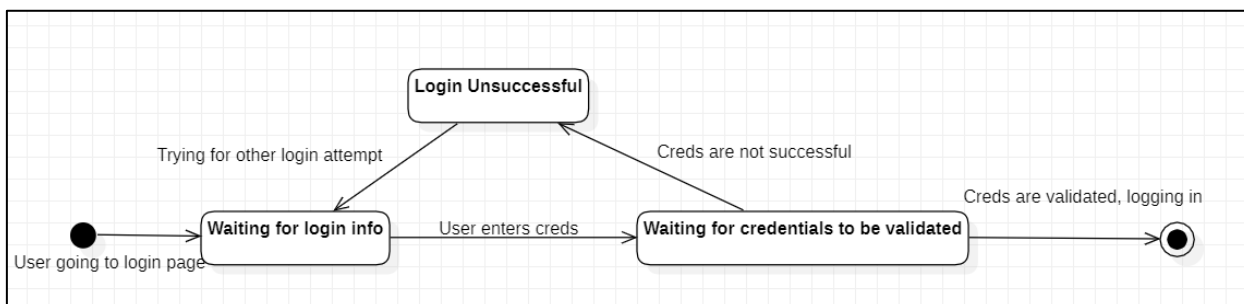 Login Unsuccessful
Trying for other login attempt
Creds are not successful
Creds are validated, logging in
Waiting for login info
User enters creds
Waiting for credentials to be validated
User going to login page